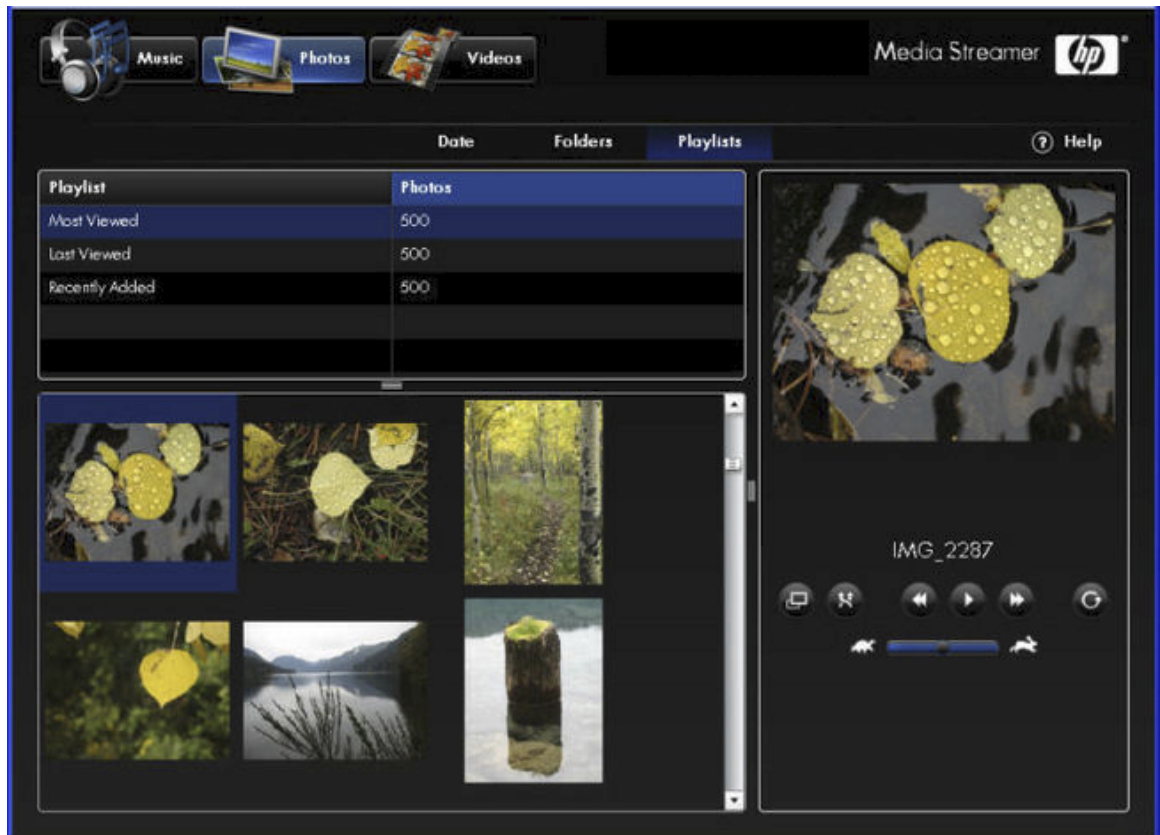 Music Photos Videos Media Streamer hp
Date Folders Playlists ? Help
Playlist Photos
Most Viewed 500
Last Viewed 500
Recently Added 500
IMG_2287